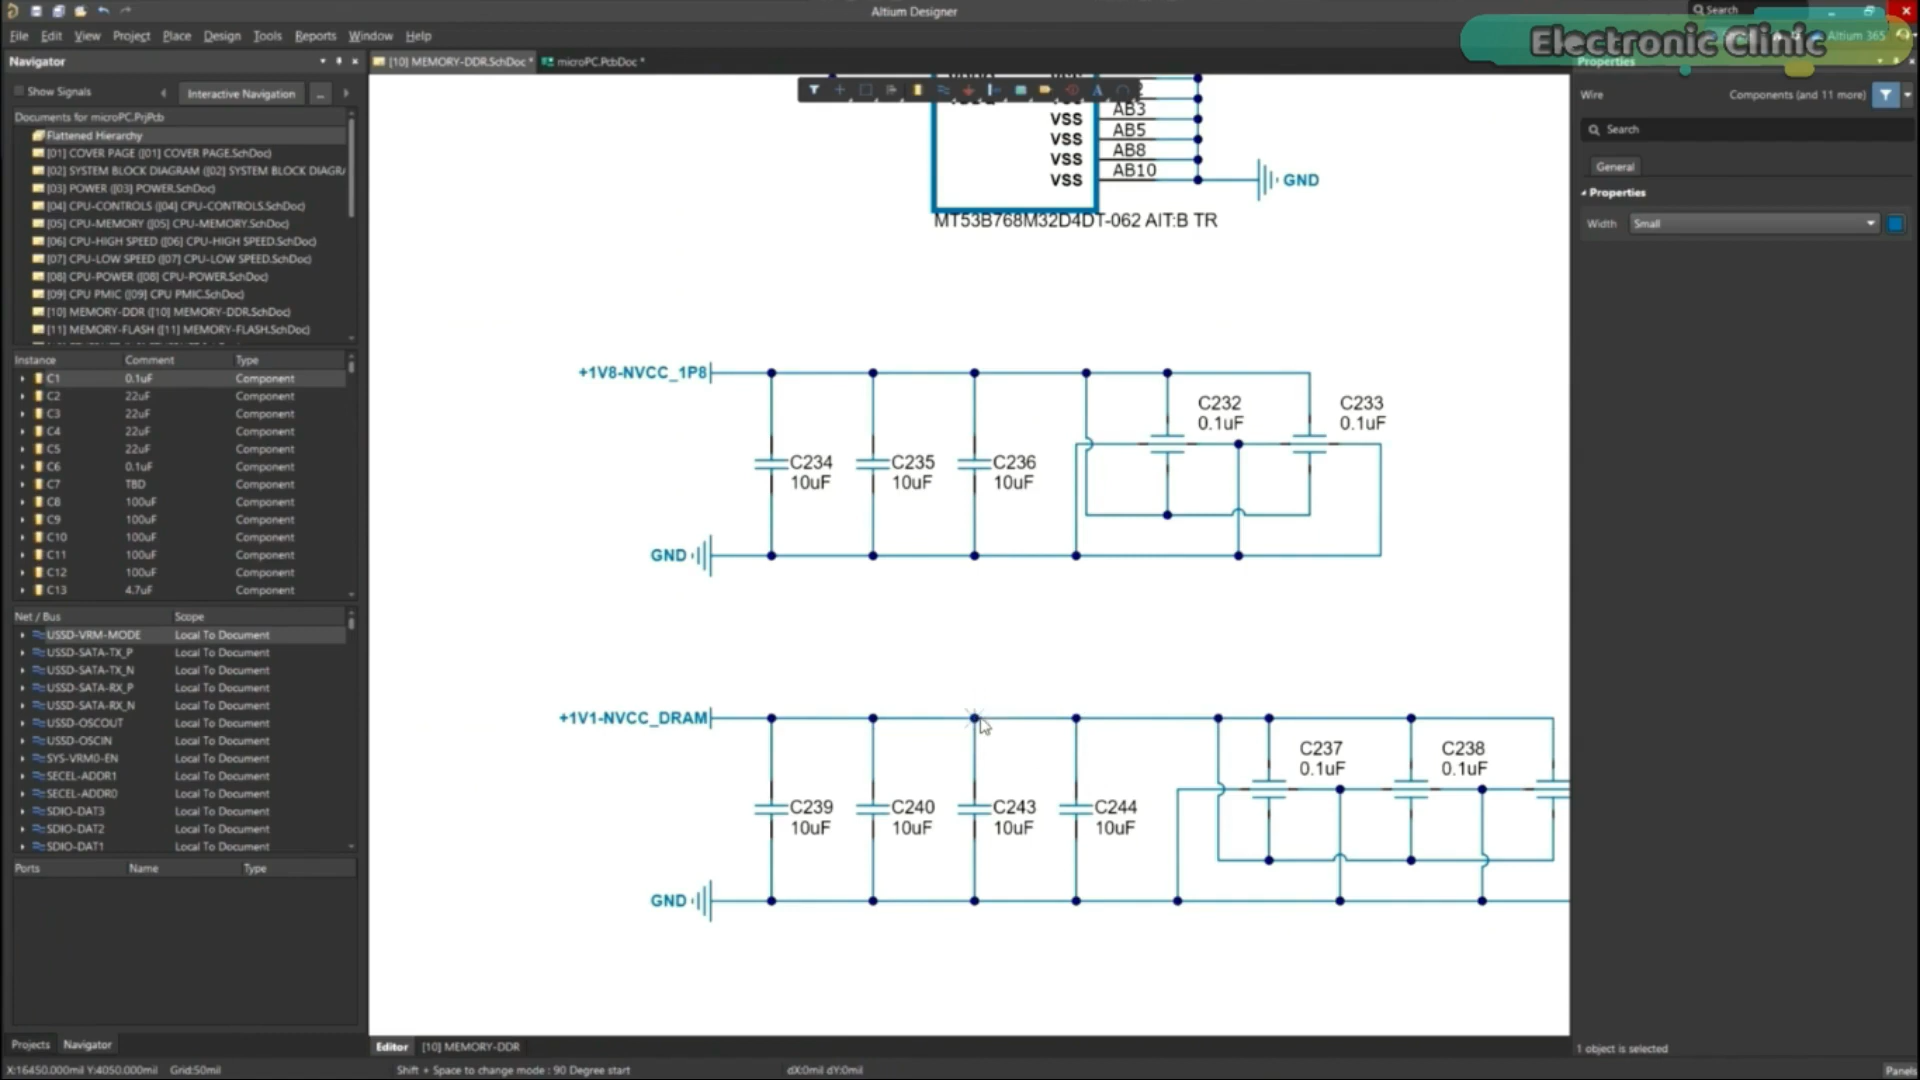 Altium Designer
Search
File Edit View Project Place Design Tools Reports Window Help
Altium 365
Electronic Clinic
Navigator
[10] MEMORY-DDR.SchDoc *
microPC.PcbDoc *
Properties
Show Signals
Interactive Navigation
...
Wire
Components (and 11 more)
Documents for microPC.PrjPcb
Search
Flattened Hierarchy
[01] COVER PAGE ([01] COVER PAGE.SchDoc)
[02] SYSTEM BLOCK DIAGRAM ([02] SYSTEM BLOCK DIAGRA
[03] POWER ([03] POWER.SchDoc)
[04] CPU-CONTROLS ([04] CPU-CONTROLS.SchDoc)
[05] CPU-MEMORY ([05] CPU-MEMORY.SchDoc)
[06] CPU-HIGH SPEED ([06] CPU-HIGH SPEED.SchDoc)
[07] CPU-LOW SPEED ([07] CPU-LOW SPEED.SchDoc)
[08] CPU-POWER ([08] CPU-POWER.SchDoc)
[09] CPU PMIC ([09] CPU PMIC.SchDoc)
[10] MEMORY-DDR ([10] MEMORY-DDR.SchDoc)
[11] MEMORY-FLASH ([11] MEMORY-FLASH.SchDoc)
General
Properties
Width Small
VSS AB3
VSS AB5
VSS AB8
VSS AB10
GND
MT53B768M32D4DT-062 AIT:B TR
Instance Comment Type
C1 0.1uF Component
C2 22uF Component
C3 22uF Component
C4 22uF Component
C5 22uF Component
C6 0.1uF Component
C7 TBD Component
C8 100uF Component
C9 100uF Component
C10 100uF Component
C11 100uF Component
C12 100uF Component
C13 4.7uF Component
+1V8-NVCC_1P8
C232
0.1uF
C233
0.1uF
C234
10uF
C235
10uF
C236
10uF
GND
Net / Bus Scope
USSD-VRM-MODE Local To Document
USSD-SATA-TX_P Local To Document
USSD-SATA-TX_N Local To Document
USSD-SATA-RX_P Local To Document
USSD-SATA-RX_N Local To Document
USSD-OSCOUT Local To Document
USSD-OSCIN Local To Document
SYS-VRM0-EN Local To Document
SECEL-ADDR1 Local To Document
SECEL-ADDR0 Local To Document
SDIO-DAT3 Local To Document
SDIO-DAT2 Local To Document
SDIO-DAT1 Local To Document
+1V1-NVCC_DRAM
C237
0.1uF
C238
0.1uF
C239
10uF
C240
10uF
C243
10uF
C244
10uF
GND
Ports Name Type
Projects Navigator
Editor [10] MEMORY-DDR
1 object is selected
X:16450.000mil Y:4050.000mil Grid:50mil
Shift + Space to change mode : 90 Degree start
dX:0mil dY:0mil
Panels